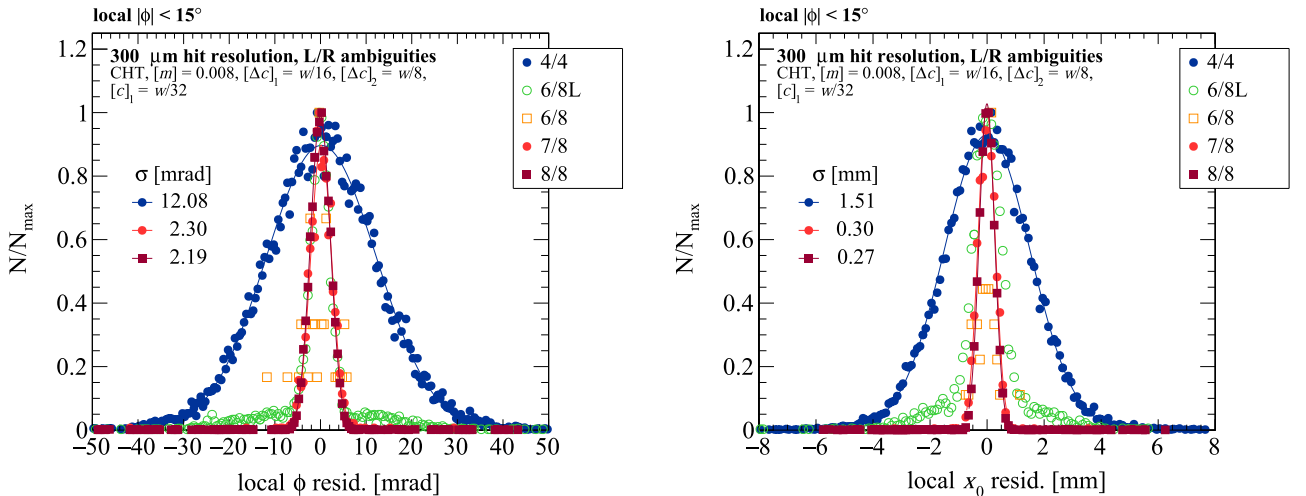 local |ϕ| < 15°
300 μm hit resolution, L/R ambiguities
CHT, [m] = 0.008, [Δc]₁ = w/16, [Δc]₂ = w/8,
[c]₁ = w/32
4/4
6/8L
6/8
7/8
8/8
σ [mrad]
12.08
2.30
2.19
N/Nmax
1.2
1
0.8
0.6
0.4
0.2
0
−50 −40 −30 −20 −10 0 10 20 30 40 50
local ϕ resid. [mrad]
local |ϕ| < 15°
300 μm hit resolution, L/R ambiguities
CHT, [m] = 0.008, [Δc]₁ = w/16, [Δc]₂ = w/8,
[c]₁ = w/32
4/4
6/8L
6/8
7/8
8/8
σ [mm]
1.51
0.30
0.27
N/Nmax
1.2
1
0.8
0.6
0.4
0.2
0
−8 −6 −4 −2 0 2 4 6 8
local x₀ resid. [mm]